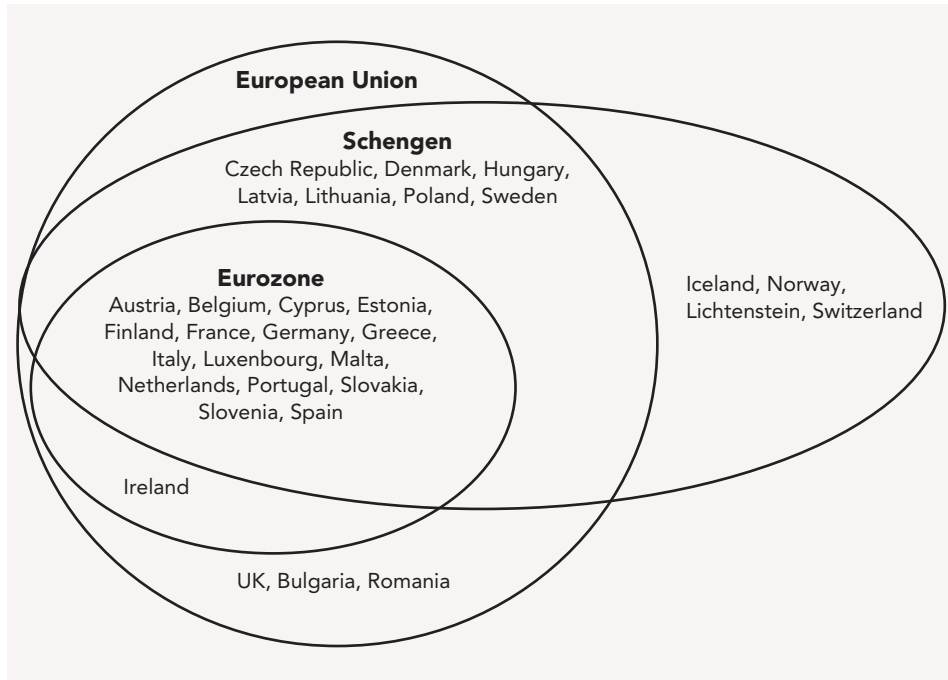 European Union
Schengen
Czech Republic, Denmark, Hungary,
Latvia, Lithuania, Poland, Sweden
Eurozone
Austria, Belgium, Cyprus, Estonia,
Finland, France, Germany, Greece,
Italy, Luxenbourg, Malta,
Netherlands, Portugal, Slovakia,
Slovenia, Spain
Iceland, Norway,
Lichtenstein, Switzerland
Ireland
UK, Bulgaria, Romania